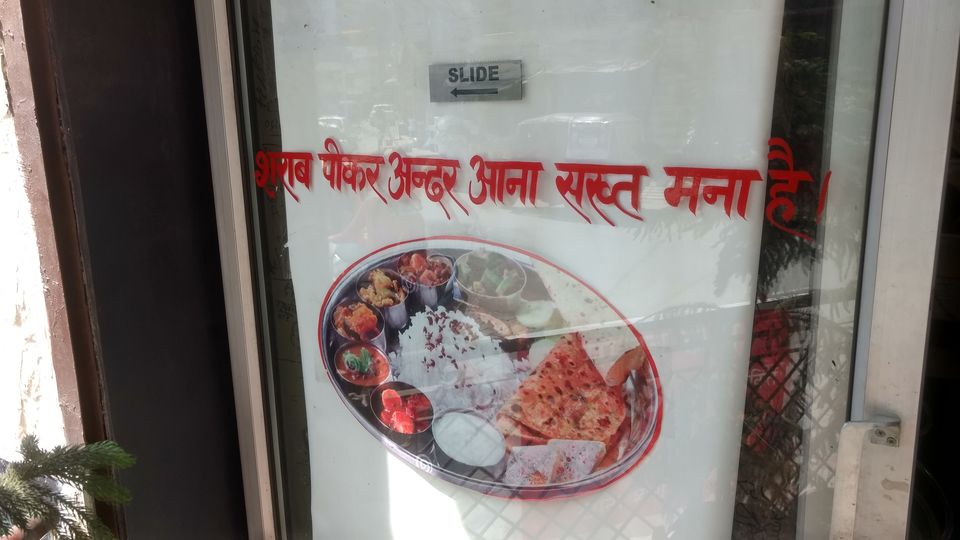 SLIDE
शराब पीकर अन्दर आना सख्त मना है।